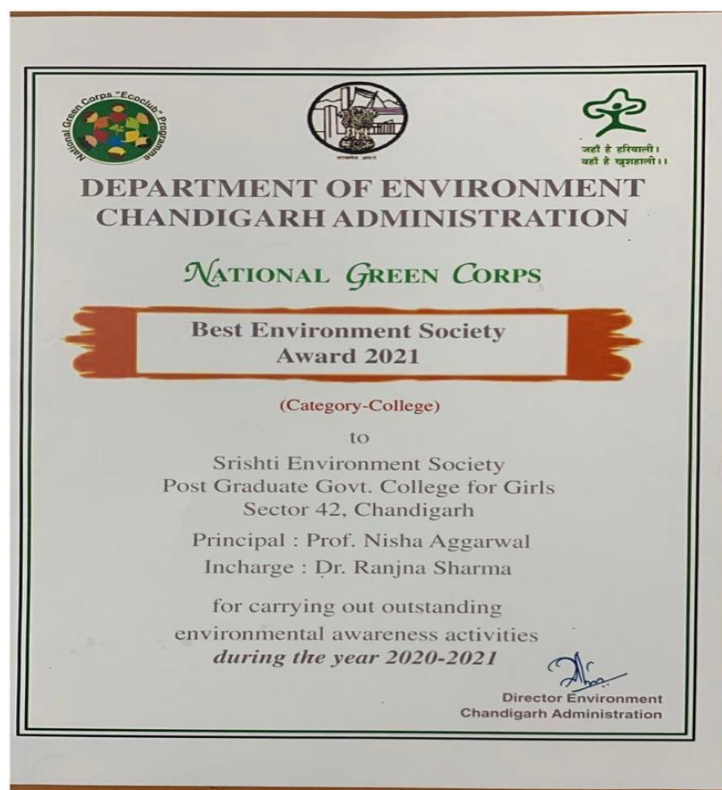 National Green Corps "Ecoclub" Programme
जहाँ है हरियाली।
वहाँ है खुशहाली।।
DEPARTMENT OF ENVIRONMENT
CHANDIGARH ADMINISTRATION
NATIONAL GREEN CORPS
Best Environment Society
Award 2021
(Category-College)
to
Srishti Environment Society
Post Graduate Govt. College for Girls
Sector 42, Chandigarh
Principal : Prof. Nisha Aggarwal
Incharge : Dr. Ranjna Sharma
for carrying out outstanding
environmental awareness activities
during the year 2020-2021
Director Environment
Chandigarh Administration